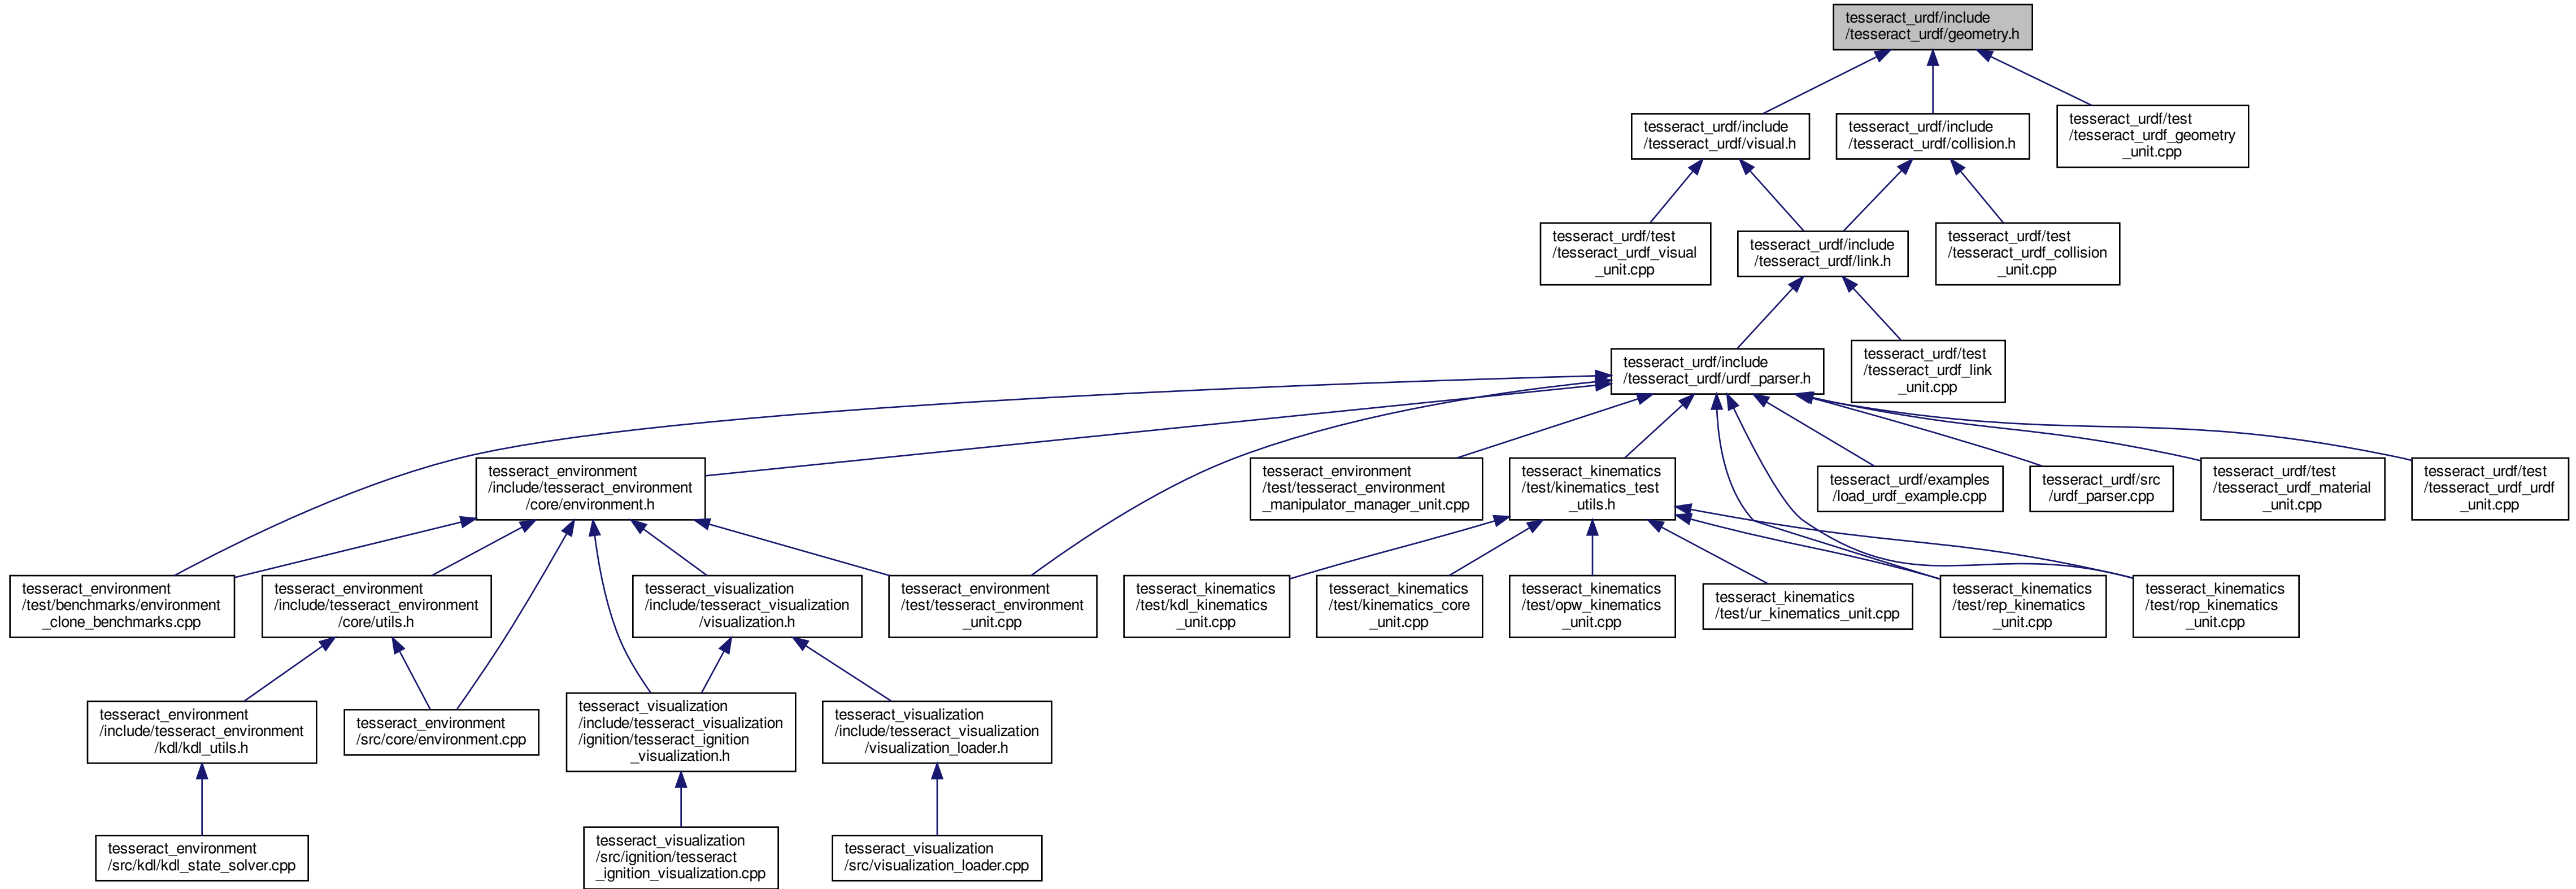 tesseract_urdf/include
/tesseract_urdf/geometry.h
tesseract_urdf/include
/tesseract_urdf/visual.h
tesseract_urdf/include
/tesseract_urdf/collision.h
tesseract_urdf/test
/tesseract_urdf_geometry
_unit.cpp
tesseract_urdf/test
/tesseract_urdf_visual
_unit.cpp
tesseract_urdf/include
/tesseract_urdf/link.h
tesseract_urdf/test
/tesseract_urdf_collision
_unit.cpp
tesseract_urdf/include
/tesseract_urdf/urdf_parser.h
tesseract_urdf/test
/tesseract_urdf_link
_unit.cpp
tesseract_environment
/include/tesseract_environment
/core/environment.h
tesseract_environment
/test/tesseract_environment
_manipulator_manager_unit.cpp
tesseract_kinematics
/test/kinematics_test
_utils.h
tesseract_urdf/examples
/load_urdf_example.cpp
tesseract_urdf/src
/urdf_parser.cpp
tesseract_urdf/test
/tesseract_urdf_material
_unit.cpp
tesseract_urdf/test
/tesseract_urdf_urdf
_unit.cpp
tesseract_environment
/test/benchmarks/environment
_clone_benchmarks.cpp
tesseract_environment
/include/tesseract_environment
/core/utils.h
tesseract_visualization
/include/tesseract_visualization
/visualization.h
tesseract_environment
/test/tesseract_environment
_unit.cpp
tesseract_kinematics
/test/kdl_kinematics
_unit.cpp
tesseract_kinematics
/test/kinematics_core
_unit.cpp
tesseract_kinematics
/test/opw_kinematics
_unit.cpp
tesseract_kinematics
/test/ur_kinematics_unit.cpp
tesseract_kinematics
/test/rep_kinematics
_unit.cpp
tesseract_kinematics
/test/rop_kinematics
_unit.cpp
tesseract_environment
/include/tesseract_environment
/kdl/kdl_utils.h
tesseract_environment
/src/core/environment.cpp
tesseract_visualization
/include/tesseract_visualization
/ignition/tesseract_ignition
_visualization.h
tesseract_visualization
/include/tesseract_visualization
/visualization_loader.h
tesseract_environment
/src/kdl/kdl_state_solver.cpp
tesseract_visualization
/src/ignition/tesseract
_ignition_visualization.cpp
tesseract_visualization
/src/visualization_loader.cpp